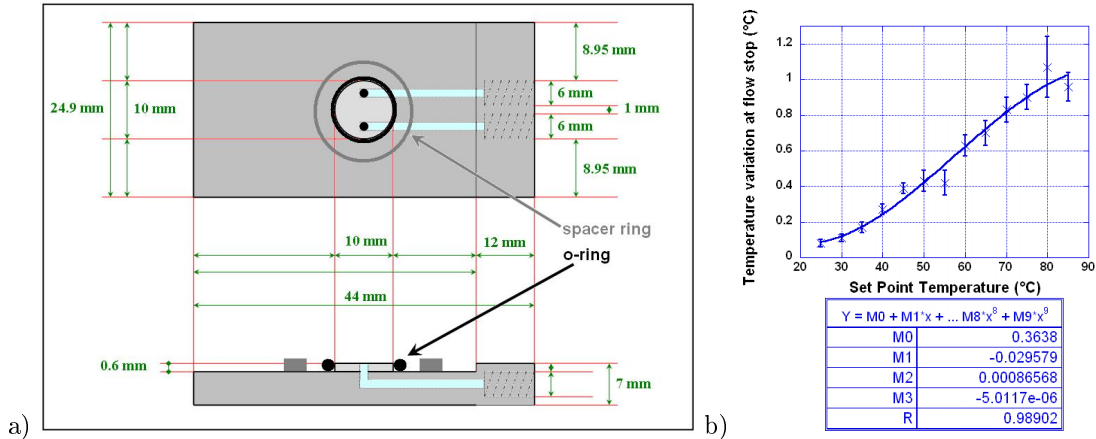 8.95 mm
24.9 mm
10 mm
6 mm
1 mm
6 mm
8.95 mm
spacer ring
10 mm
12 mm
o-ring
44 mm
0.6 mm
7 mm
a)
Temperature variation at flow stop (°C)
1.2
1
0.8
0.6
0.4
0.2
0
20 30 40 50 60 70 80 90
Set Point Temperature (°C)
Y = M0 + M1*x + ... M8*x⁸ + M9*x⁹
M0 0.3638
M1 -0.029579
M2 0.00086568
M3 -5.0117e-06
R 0.98902
b)